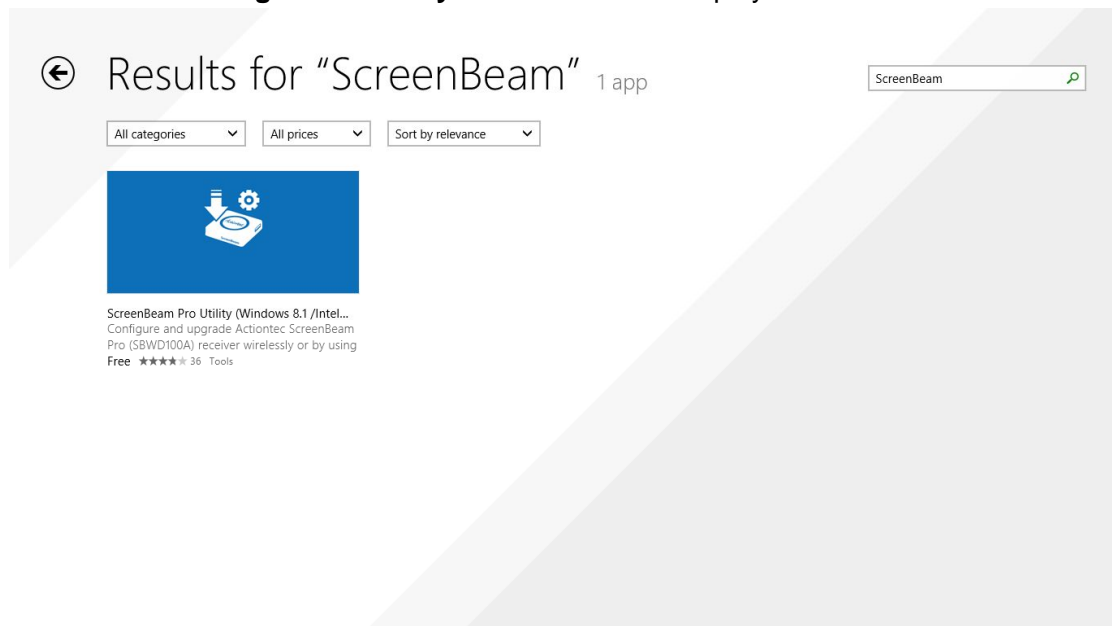 Results for “ScreenBeam” 1 app
ScreenBeam
All categories
All prices
Sort by relevance
ScreenBeam Pro Utility (Windows 8.1 /Intel...
Configure and upgrade Actiontec ScreenBeam
Pro (SBWD100A) receiver wirelessly or by using
Free 36 Tools